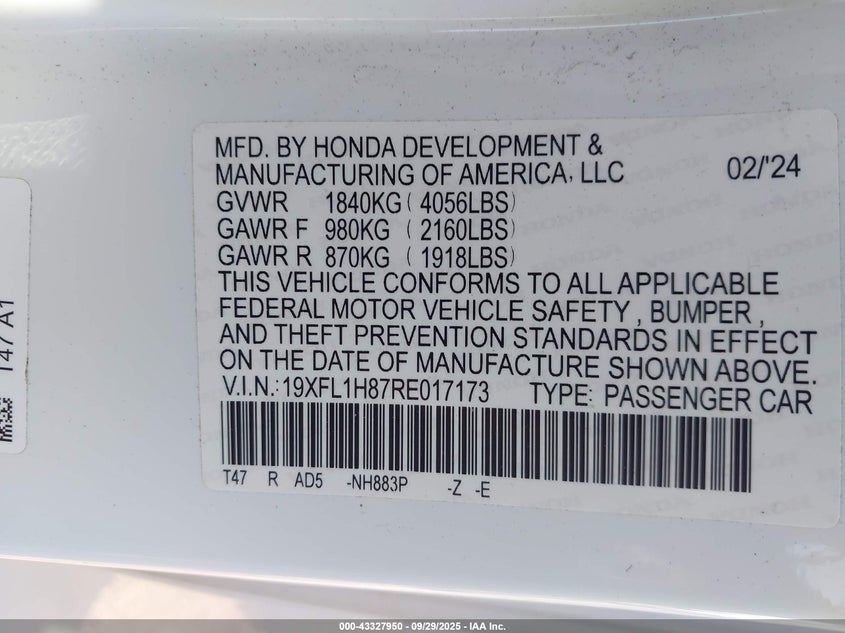 MFD. BY HONDA DEVELOPMENT &
MANUFACTURING OF AMERICA, LLC 02/'24
GVWR 1840KG ( 4056LBS)
GAWR F 980KG ( 2160LBS)
GAWR R 870KG ( 1918LBS)
THIS VEHICLE CONFORMS TO ALL APPLICABLE
FEDERAL MOTOR VEHICLE SAFETY , BUMPER ,
AND THEFT PREVENTION STANDARDS IN EFFECT
ON THE DATE OF MANUFACTURE SHOWN ABOVE.
V.I.N.: 19XFL1H87RE017173 TYPE: PASSENGER CAR
T47 R AD5 -NH883P -Z -E
T47 A1
000-43327950 - 09/29/2025 - IAA Inc.